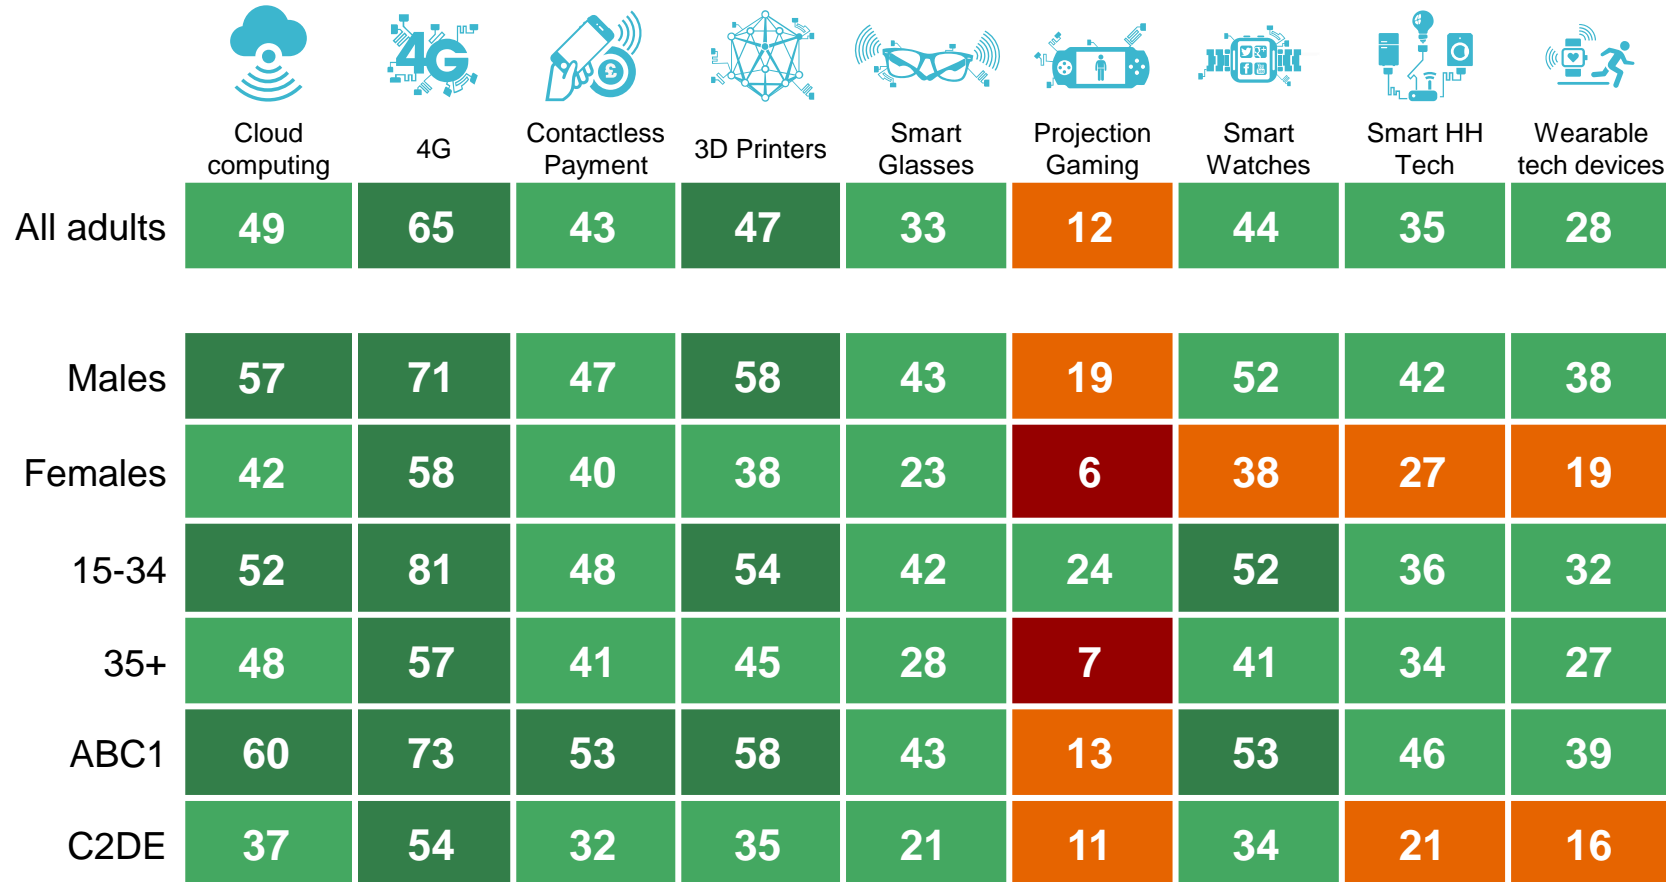 4G
£
Cloud computing
4G
Contactless Payment
3D Printers
Smart Glasses
Projection Gaming
Smart Watches
Smart HH Tech
Wearable tech devices
All adults 49 65 43 47 33 12 44 35 28
Males 57 71 47 58 43 19 52 42 38
Females 42 58 40 38 23 6 38 27 19
15-34 52 81 48 54 42 24 52 36 32
35+ 48 57 41 45 28 7 41 34 27
ABC1 60 73 53 58 43 13 53 46 39
C2DE 37 54 32 35 21 11 34 21 16